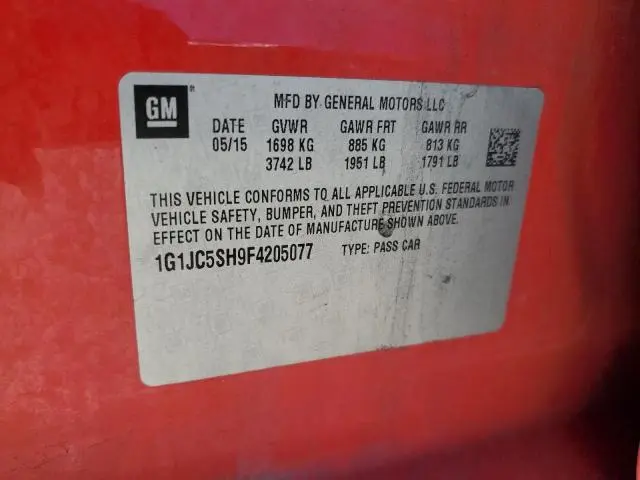 GM
MFD BY GENERAL MOTORS LLC
DATE GVWR GAWR FRT GAWR RR
05/15 1698 KG 885 KG 813 KG
3742 LB 1951 LB 1791 LB
THIS VEHICLE CONFORMS TO ALL APPLICABLE U.S. FEDERAL MOTOR
VEHICLE SAFETY, BUMPER, AND THEFT PREVENTION STANDARDS IN
EFFECT ON THE DATE OF MANUFACTURE SHOWN ABOVE.
1G1JC5SH9F4205077 TYPE: PASS CAR